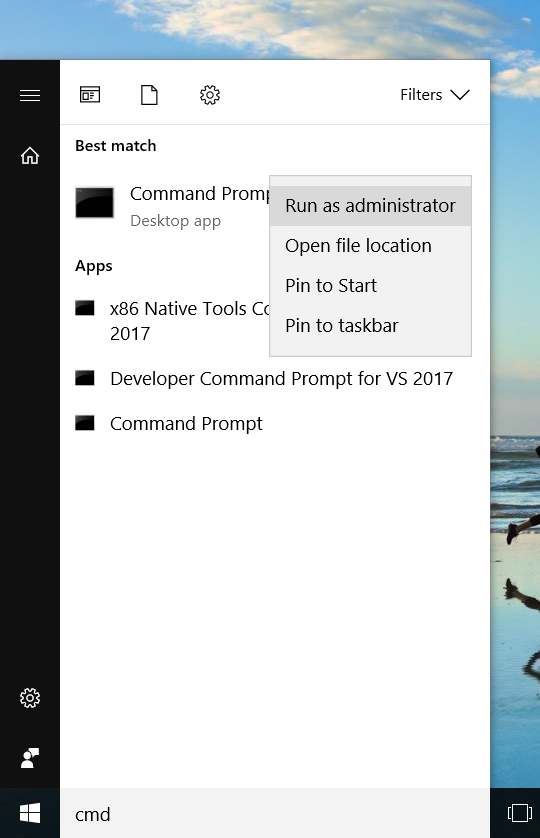 Filters
Best match
Command Promp
Desktop app
Run as administrator
Open file location
Pin to Start
Pin to taskbar
Apps
x86 Native Tools Co
2017
Developer Command Prompt for VS 2017
Command Prompt
cmd